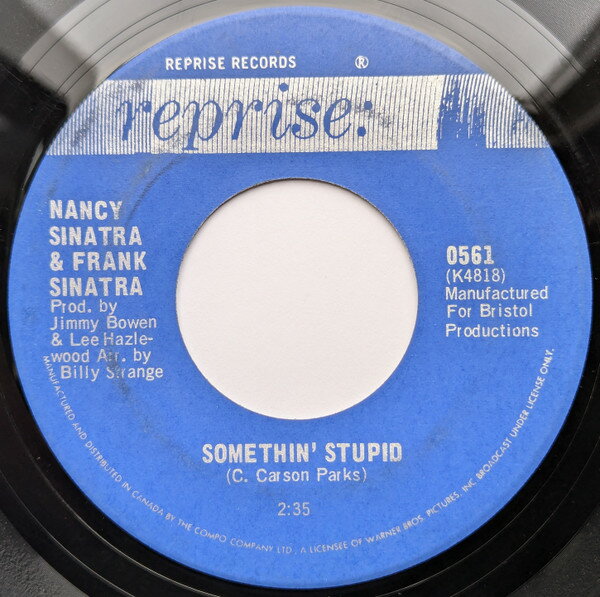 REPRISE RECORDS ®
reprise:
NANCY
SINATRA
& FRANK
SINATRA
Prod. by
Jimmy Bowen
& Lee Hazle-
wood Arr. by
Billy Strange
0561
(K4818)
Manufactured
For Bristol
Productions
SOMETHIN' STUPID
(C. Carson Parks)
2:35
MANUFACTURED AND DISTRIBUTED IN CANADA BY THE COMPO COMPANY LTD., A LICENSEE OF WARNER BROS. PICTURES, INC. BROADCAST UNDER LICENSE ONLY.